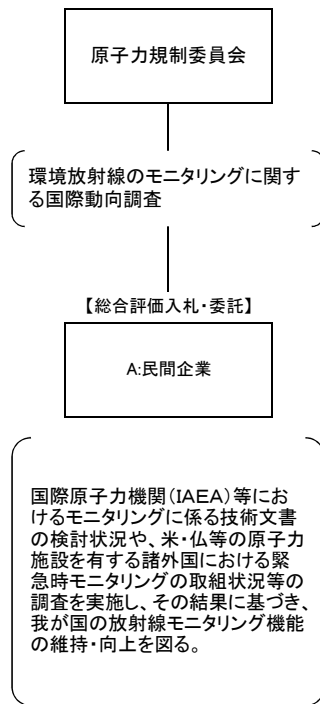 原子力規制委員会
環境放射線のモニタリングに関す
る国際動向調査
【総合評価入札・委託】
A:民間企業
国際原子力機関(IAEA)等にお
けるモニタリングに係る技術文書
の検討状況や、米・仏等の原子力
施設を有する諸外国における緊
急時モニタリングの取組状況等の
調査を実施し、その結果に基づき、
我が国の放射線モニタリング機能
の維持・向上を図る。